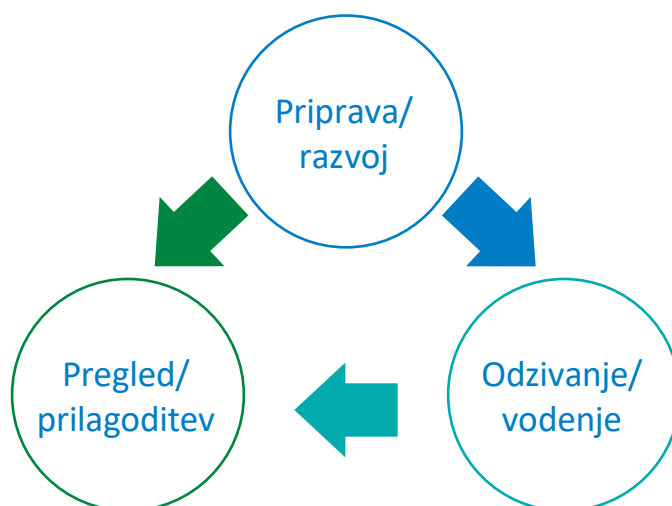 Priprava/
razvoj
Pregled/
prilagoditev
Odzivanje/
vodenje